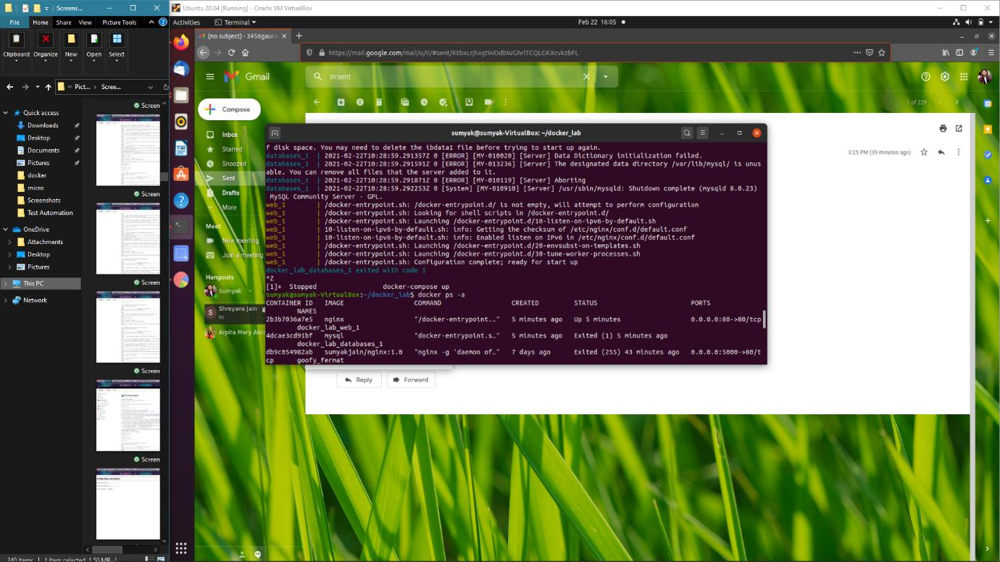 Screens...
File Home Share View Picture Tools
Clipboard Organize New Open Select
« Pict... › Scree...
Quick access
Downloads
Desktop
Documents
Pictures
docker
micro
Screenshots
Test Automation
OneDrive
Attachments
Desktop
Pictures
This PC
Network
Screen
Screen
Screen
Screen
Screen
340 items 1 item selected 1.50 MB
Ubuntu 20.04 [Running] - Oracle VM VirtualBox
Activities Terminal Feb 22 16:05
(no subject) - 3456gaura
https://mail.google.com/mail/u/0/#sent/KtbxLrjhxgtWDdbWGhrlTCQLGKXcvkzbFL
Gmail
in:sent
Compose
1 of 229
Inbox
Starred
Snoozed
Sent
Drafts
More
Meet
New meeting
Join a meeting
Hangouts
Sumyak
Shreyans Jain
bc
Arpita Mary Abra
3:25 PM (39 minutes ago)
sumyak@sumyak-VirtualBox: ~/docker_lab
f disk space. You may need to delete the ibdata1 file before trying to start up again.
databases_1 | 2021-02-22T10:28:59.291357Z 0 [ERROR] [MY-010020] [Server] Data Dictionary initialization failed.
databases_1 | 2021-02-22T10:28:59.291591Z 0 [ERROR] [MY-013236] [Server] The designated data directory /var/lib/mysql/ is unus
able. You can remove all files that the server added to it.
databases_1 | 2021-02-22T10:28:59.291871Z 0 [ERROR] [MY-010119] [Server] Aborting
databases_1 | 2021-02-22T10:28:59.292253Z 0 [System] [MY-010910] [Server] /usr/sbin/mysqld: Shutdown complete (mysqld 8.0.23)
MySQL Community Server - GPL.
web_1 | /docker-entrypoint.sh: /docker-entrypoint.d/ is not empty, will attempt to perform configuration
web_1 | /docker-entrypoint.sh: Looking for shell scripts in /docker-entrypoint.d/
web_1 | /docker-entrypoint.sh: Launching /docker-entrypoint.d/10-listen-on-ipv6-by-default.sh
web_1 | 10-listen-on-ipv6-by-default.sh: info: Getting the checksum of /etc/nginx/conf.d/default.conf
web_1 | 10-listen-on-ipv6-by-default.sh: info: Enabled listen on IPv6 in /etc/nginx/conf.d/default.conf
web_1 | /docker-entrypoint.sh: Launching /docker-entrypoint.d/20-envsubst-on-templates.sh
web_1 | /docker-entrypoint.sh: Launching /docker-entrypoint.d/30-tune-worker-processes.sh
web_1 | /docker-entrypoint.sh: Configuration complete; ready for start up
docker_lab_databases_1 exited with code 1
^Z
[1]+ Stopped docker-compose up
sumyak@sumyak-VirtualBox:~/docker_lab$ docker ps -a
CONTAINER ID IMAGE COMMAND CREATED STATUS PORTS
NAMES
2b3b7036a7e5 nginx "/docker-entrypoint.…" 5 minutes ago Up 5 minutes 0.0.0.0:80->80/tcp
docker_lab_web_1
4dcae3cd91bf mysql "docker-entrypoint.s…" 5 minutes ago Exited (1) 5 minutes ago
docker_lab_databases_1
db9c054982ab sumyakjain/nginx:1.0 "nginx -g 'daemon of…" 7 days ago Exited (255) 43 minutes ago 0.0.0.0:5000->80/t
cp goofy_fermat
Reply Forward